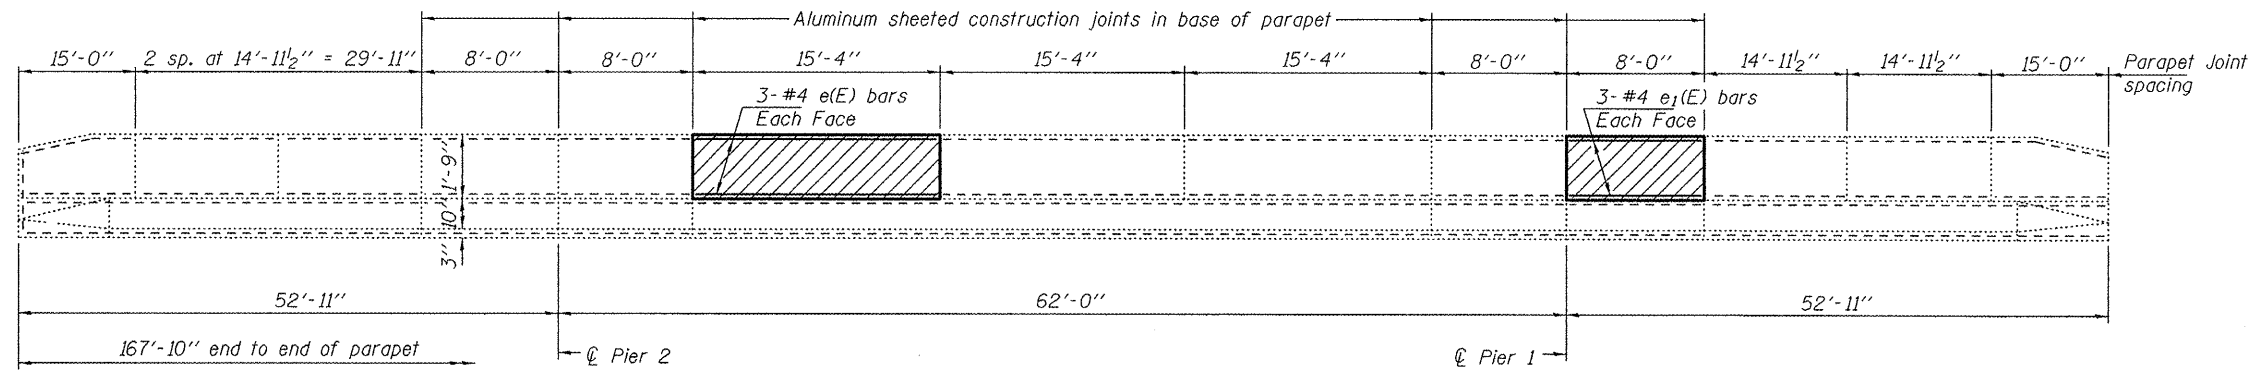 Aluminum sheeted construction joints in base of parapet
15'-0" 2 sp. at 14'-11½" = 29'-11" 8'-0" 8'-0" 15'-4" 15'-4" 15'-4" 8'-0" 8'-0" 14'-11½" 14'-11½" 15'-0" Parapet Joint
spacing
3-#4 e(E) bars
Each Face
3-#4 e₁(E) bars
Each Face
1'-9"
10"
3"
52'-11" 62'-0" 52'-11"
167'-10" end to end of parapet
℄ Pier 2
℄ Pier 1